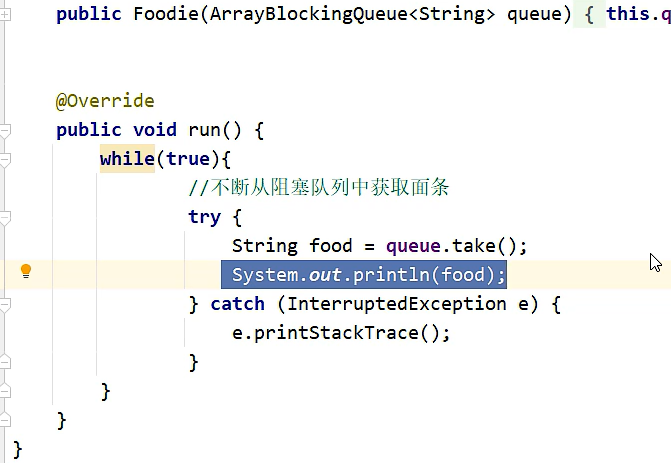 public Foodie(ArrayBlockingQueue<String> queue) { this.q
@Override
public void run() {
while(true){
//不断从阻塞队列中获取面条
try {
String food = queue.take();
System.out.println(food);
} catch (InterruptedException e) {
e.printStackTrace();
}
}
}
}